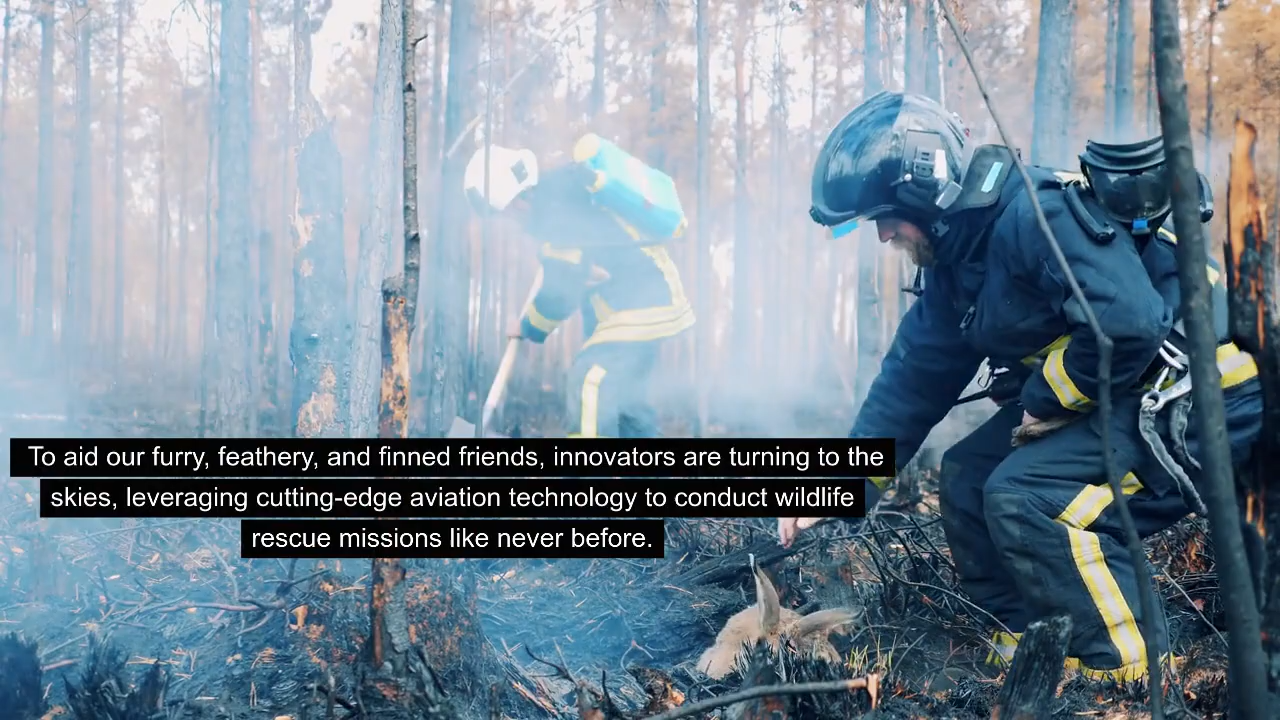 To aid our furry, feathery, and finned friends, innovators are turning to the
skies, leveraging cutting-edge aviation technology to conduct wildlife
rescue missions like never before.